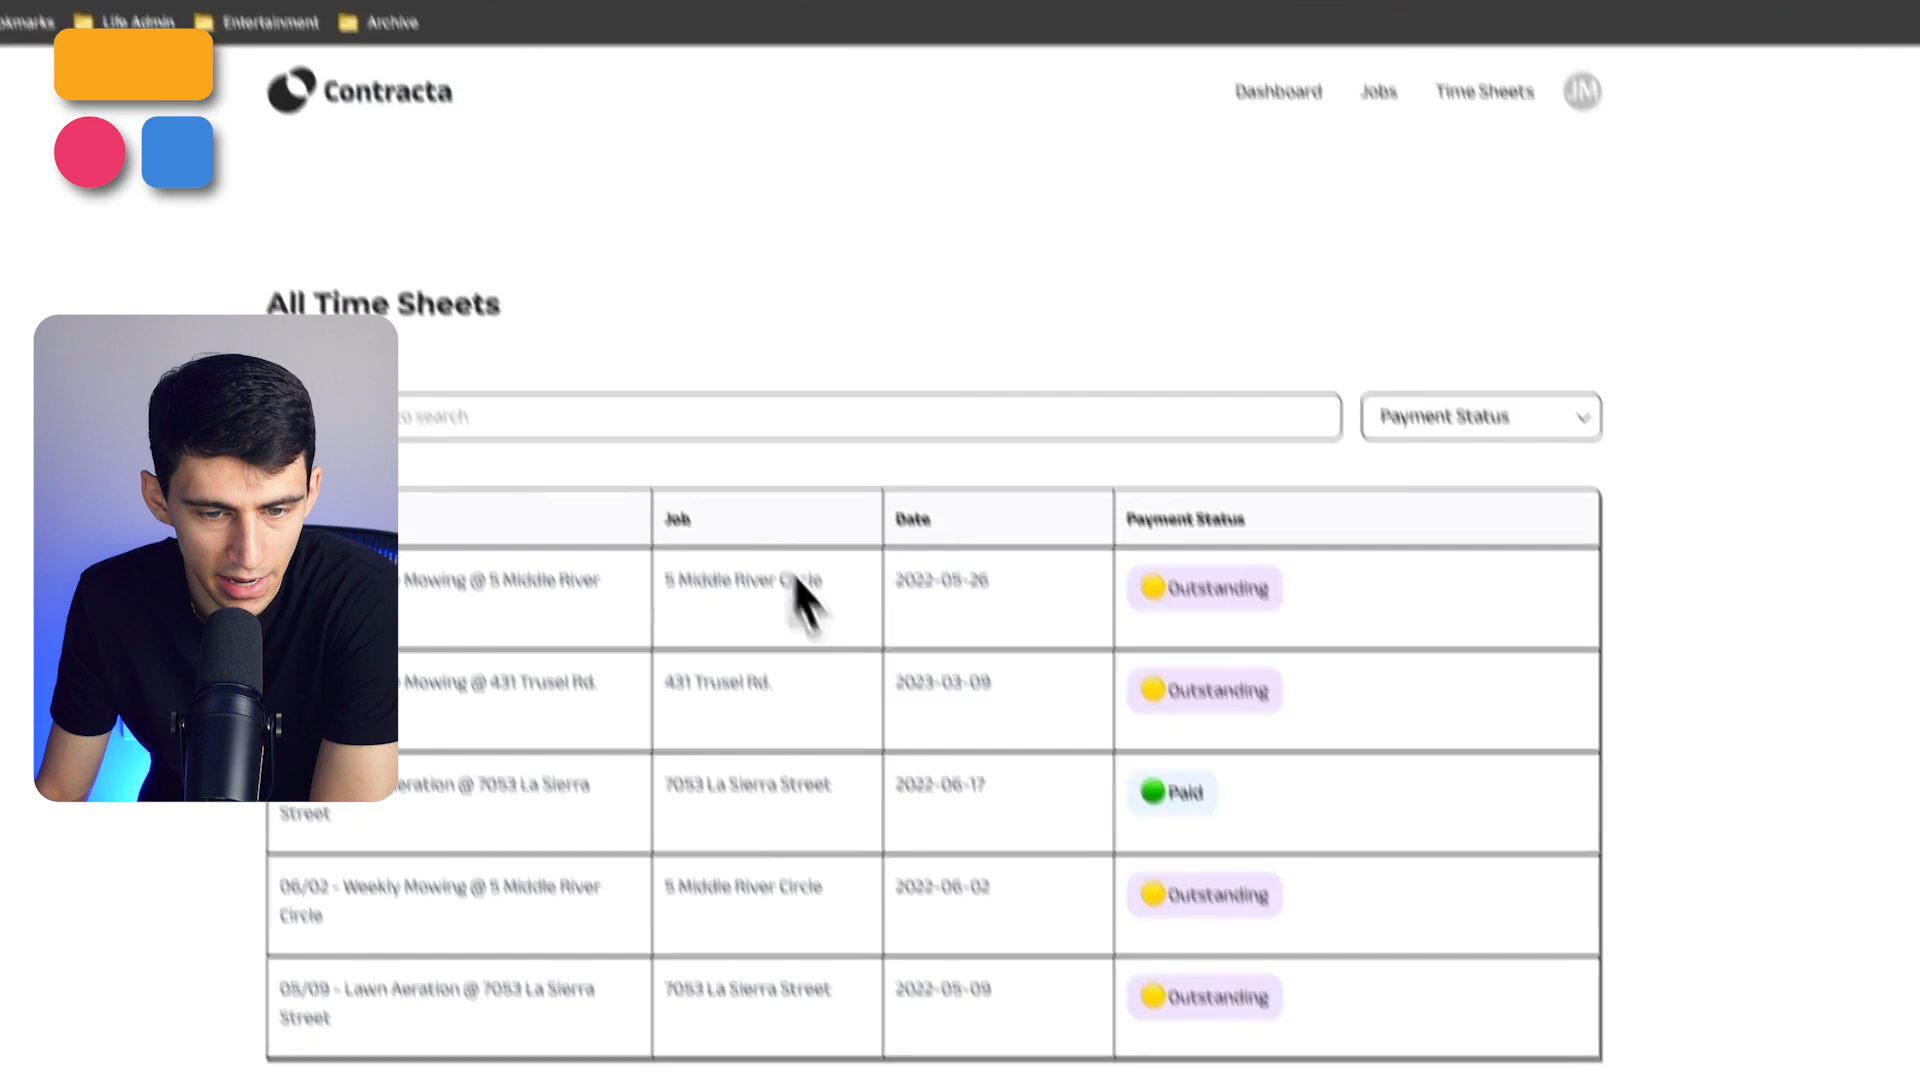 Life Admin Entertainment Archive
Contracta
Dashboard Jobs Time Sheets JM
All Time Sheets
to search
Payment Status
Job Date Payment Status
Mowing @ 5 Middle River 5 Middle River Circle 2022-05-26 Outstanding
Mowing @ 431 Trusel Rd. 431 Trusel Rd. 2023-03-09 Outstanding
eration @ 7053 La Sierra 7053 La Sierra Street 2022-06-17 Paid
Street
06/02 - Weekly Mowing @ 5 Middle River 5 Middle River Circle 2022-06-02 Outstanding
Circle
05/09 - Lawn Aeration @ 7053 La Sierra 7053 La Sierra Street 2022-05-09 Outstanding
Street